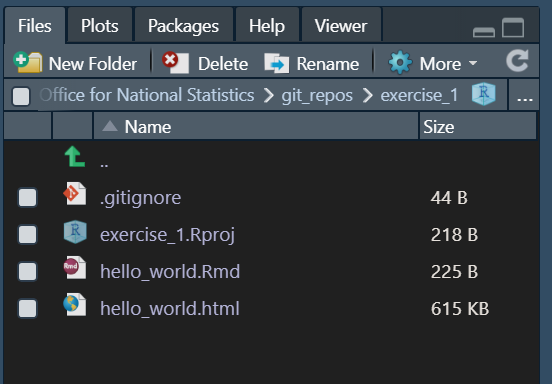 Files Plots Packages Help Viewer
New Folder Delete Rename More
Office for National Statistics > git_repos > exercise_1 R ...
Name Size
..
.gitignore 44 B
R exercise_1.Rproj 218 B
Rmd hello_world.Rmd 225 B
hello_world.html 615 KB